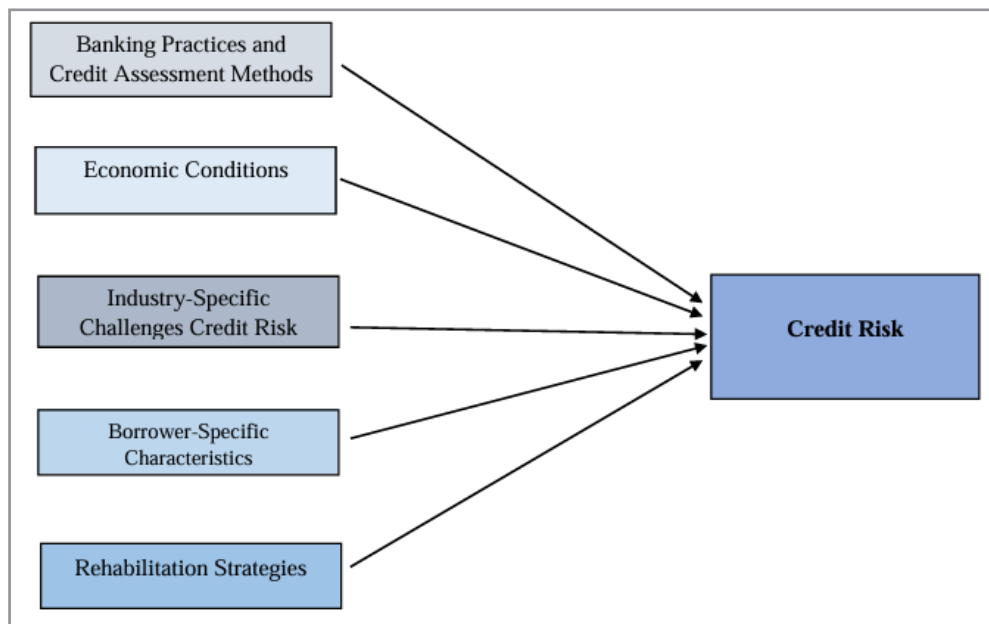 Banking Practices and
Credit Assessment Methods
Economic Conditions
Industry-Specific
Challenges Credit Risk
Credit Risk
Borrower-Specific
Characteristics
Rehabilitation Strategies